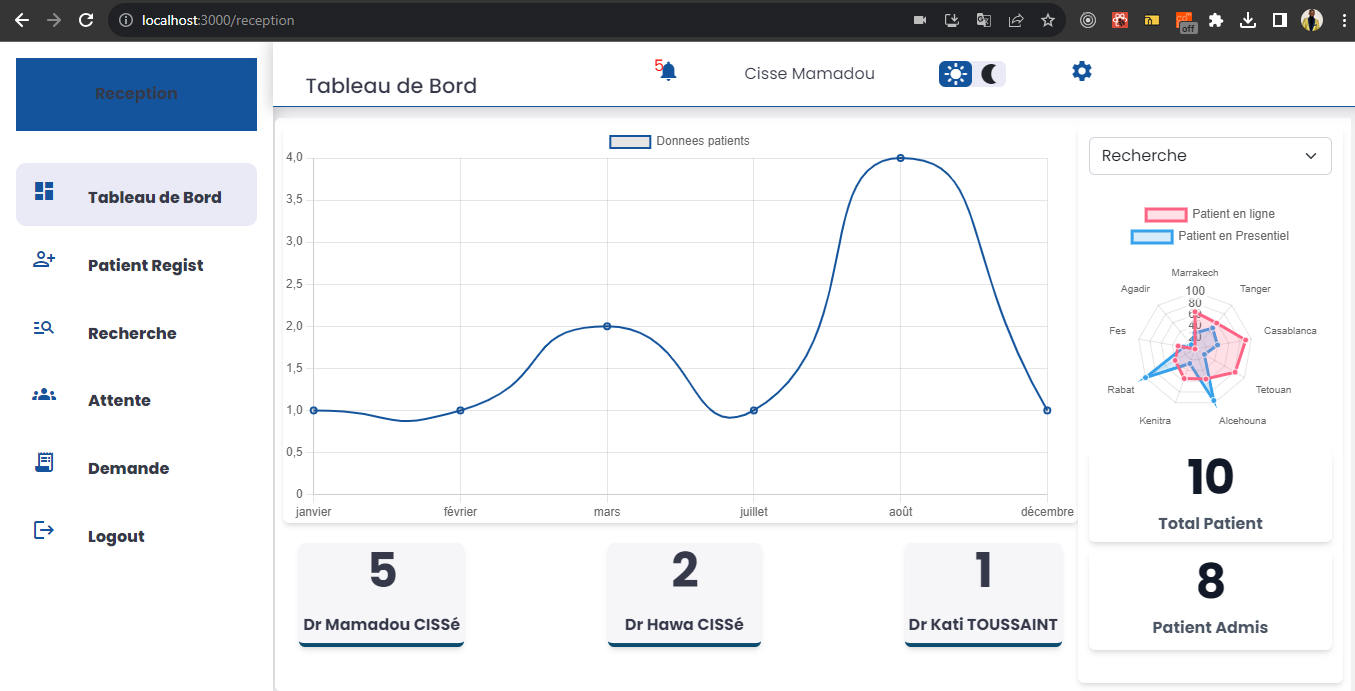 localhost:3000/reception
off
Reception
Tableau de Bord
Patient Regist
Recherche
Attente
Demande
Logout
Tableau de Bord
5
Cisse Mamadou
Donnees patients
4,0
3,5
3,0
2,5
2,0
1,5
1,0
0,5
0
janvier février mars juillet août décembre
5
Dr Mamadou CISSé
2
Dr Hawa CISSé
1
Dr Kati TOUSSAINT
Recherche
Patient en ligne
Patient en Presentiel
Marrakech
Tanger
Casablanca
Tetouan
Alcehouna
Kenitra
Rabat
Fes
Agadir
100
80
10
Total Patient
8
Patient Admis